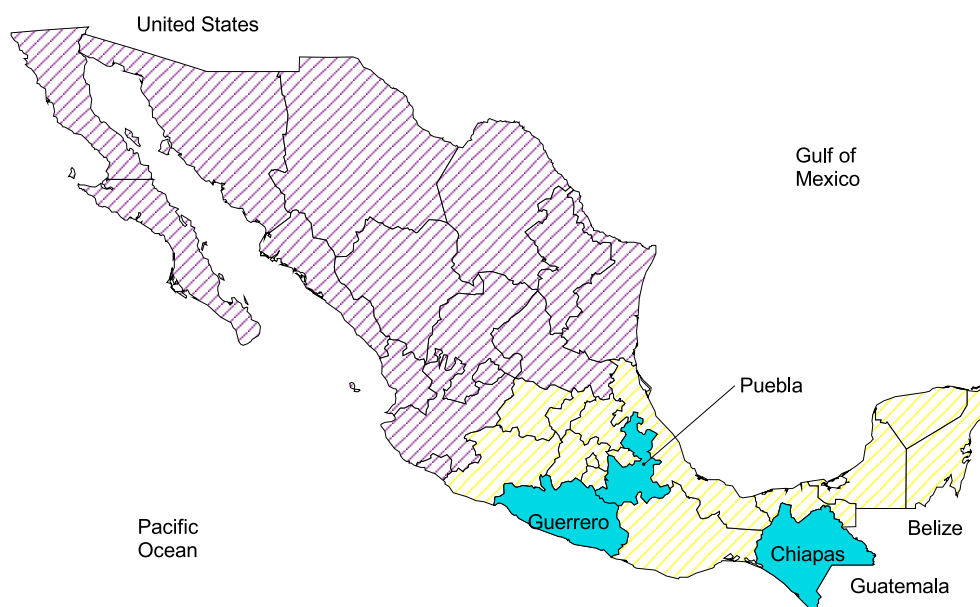 United States
Gulf of
Mexico
Puebla
Pacific
Ocean
Guerrero
Belize
Chiapas
Guatemala